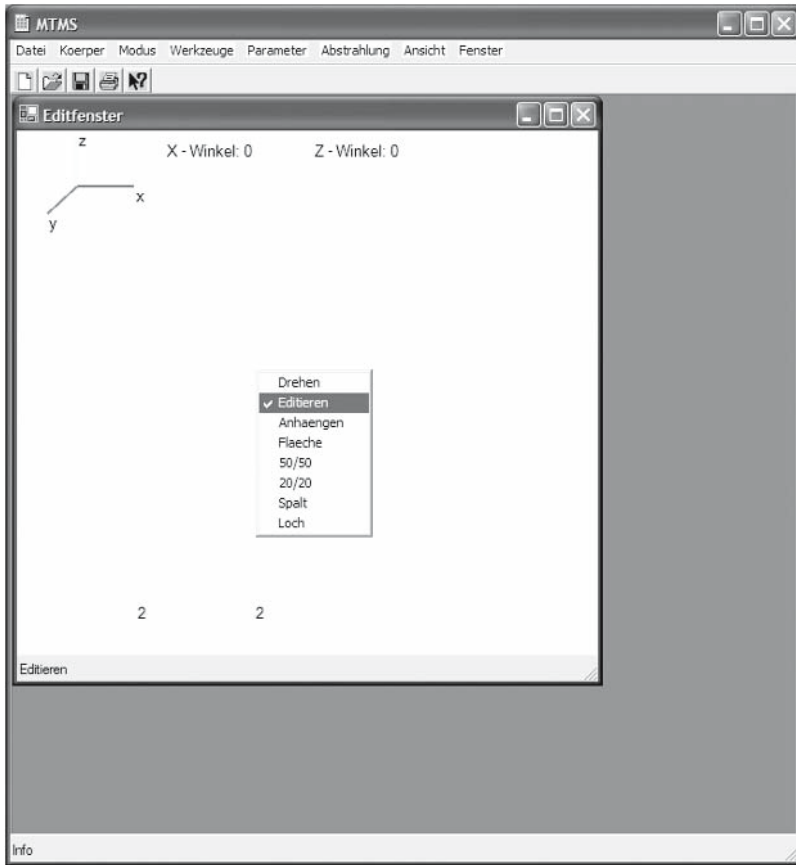 MTMS
Datei Koerper Modus Werkzeuge Parameter Abstrahlung Ansicht Fenster
Editfenster
z
X - Winkel: 0 Z - Winkel: 0
x
y
Drehen
Editieren
Anhaengen
Flaeche
50/50
20/20
Spalt
Loch
2 2
Editieren
Info